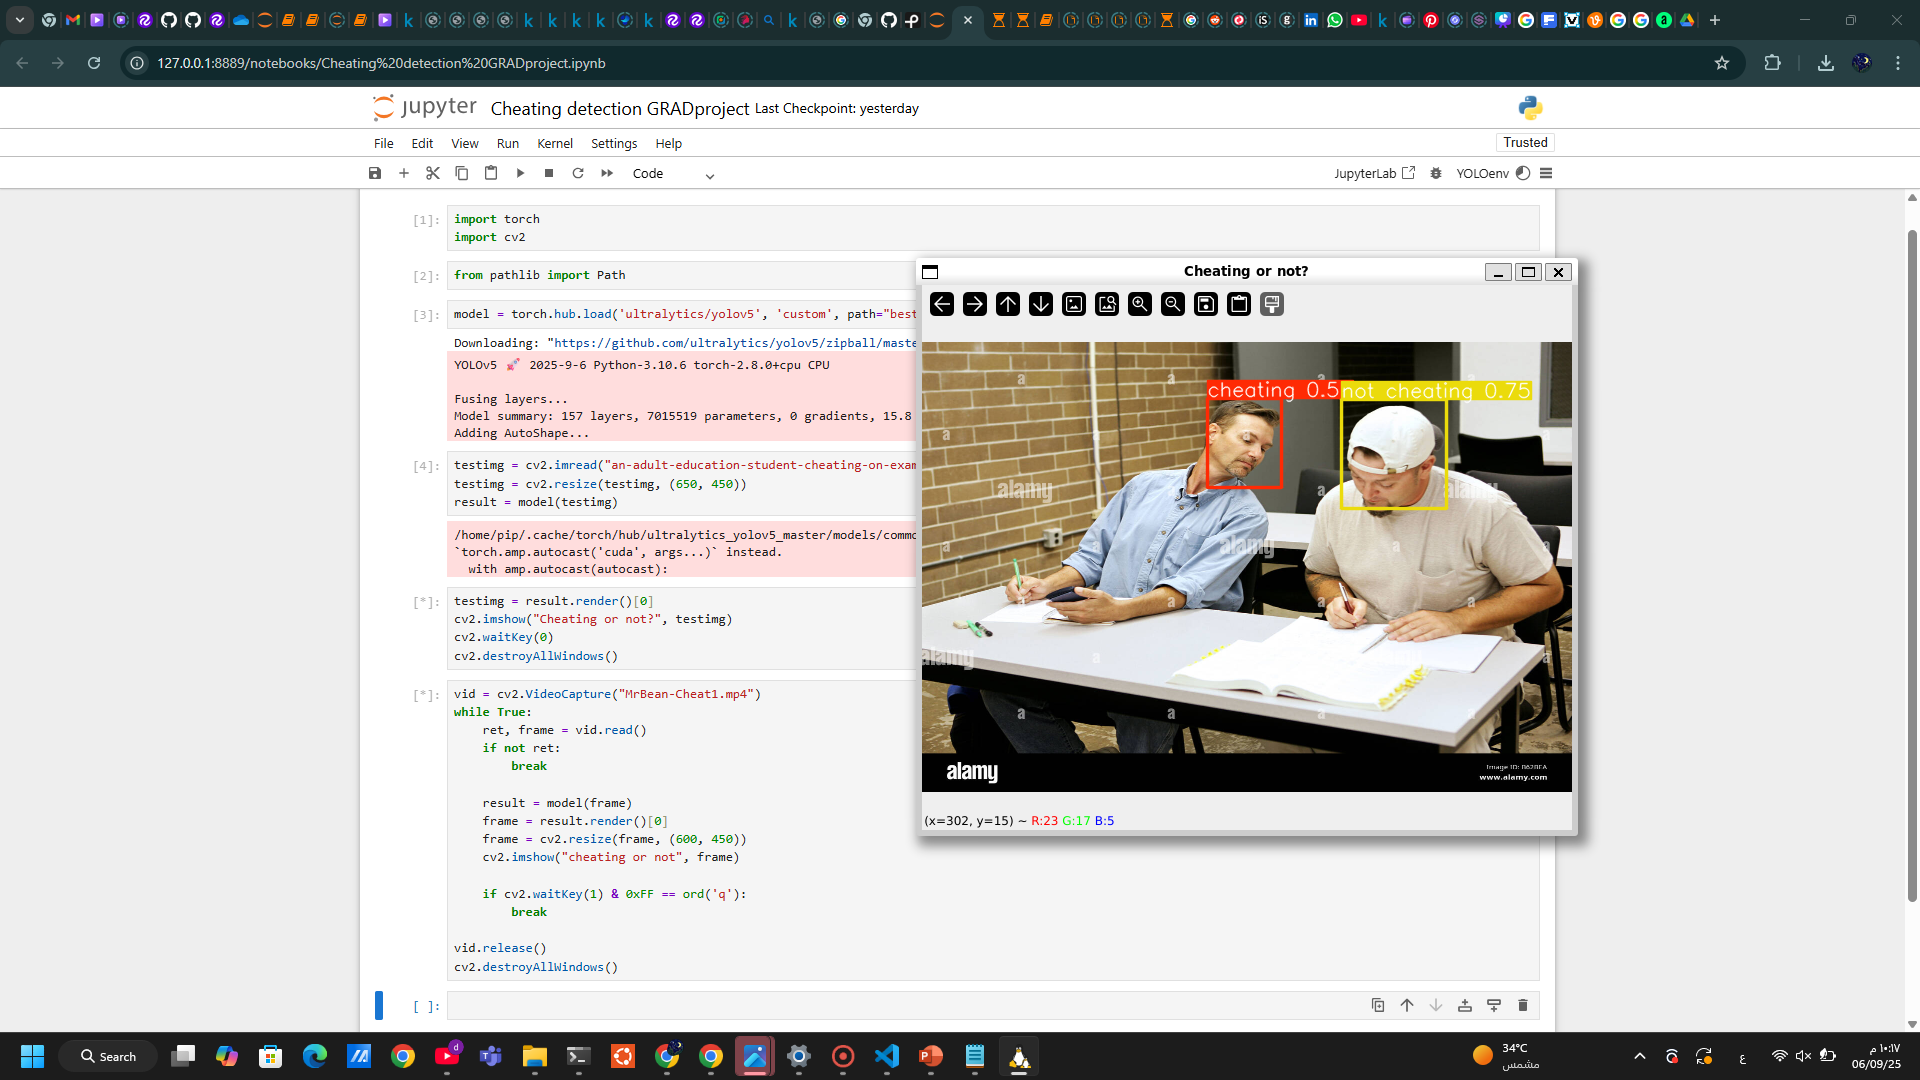 127.0.0.1:8889/notebooks/Cheating%20detection%20GRADproject.ipynb
jupyter Cheating detection GRADproject Last Checkpoint: yesterday
File Edit View Run Kernel Settings Help
Trusted
Code
JupyterLab
YOLOenv
[1]: import torch
import cv2
[2]: from pathlib import Path
[3]: model = torch.hub.load('ultralytics/yolov5', 'custom', path="best
Downloading: "https://github.com/ultralytics/yolov5/zipball/maste
YOLOv5 🚀 2025-9-6 Python-3.10.6 torch-2.8.0+cpu CPU
Fusing layers...
Model summary: 157 layers, 7015519 parameters, 0 gradients, 15.8
Adding AutoShape...
[4]: testimg = cv2.imread("an-adult-education-student-cheating-on-exam
testimg = cv2.resize(testimg, (650, 450))
result = model(testimg)
/home/pip/.cache/torch/hub/ultralytics_yolov5_master/models/commo
`torch.amp.autocast('cuda', args...)` instead.
with amp.autocast(autocast):
[*]: testimg = result.render()[0]
cv2.imshow("Cheating or not?", testimg)
cv2.waitKey(0)
cv2.destroyAllWindows()
[*]: vid = cv2.VideoCapture("MrBean-Cheat1.mp4")
while True:
    ret, frame = vid.read()
    if not ret:
        break
    result = model(frame)
    frame = result.render()[0]
    frame = cv2.resize(frame, (600, 450))
    cv2.imshow("cheating or not", frame)
    if cv2.waitKey(1) & 0xFF == ord('q'):
        break
vid.release()
cv2.destroyAllWindows()
[ ]:
Cheating or not?
cheating 0.5
not cheating 0.75
alamy
alamy
alamy
alamy
alamy
www.alamy.com
(x=302, y=15) ~ R:23 G:17 B:5
Search
34°C
مشمس
ع
١٠:١٧ م
06/09/25